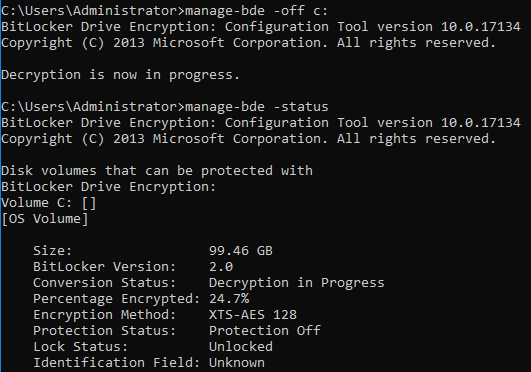 C:\Users\Administrator>manage-bde -off c:
BitLocker Drive Encryption: Configuration Tool version 10.0.17134
Copyright (C) 2013 Microsoft Corporation. All rights reserved.
Decryption is now in progress.
C:\Users\Administrator>manage-bde -status
BitLocker Drive Encryption: Configuration Tool version 10.0.17134
Copyright (C) 2013 Microsoft Corporation. All rights reserved.
Disk volumes that can be protected with
BitLocker Drive Encryption:
Volume C: []
[OS Volume]
Size: 99.46 GB
BitLocker Version: 2.0
Conversion Status: Decryption in Progress
Percentage Encrypted: 24.7%
Encryption Method: XTS-AES 128
Protection Status: Protection Off
Lock Status: Unlocked
Identification Field: Unknown